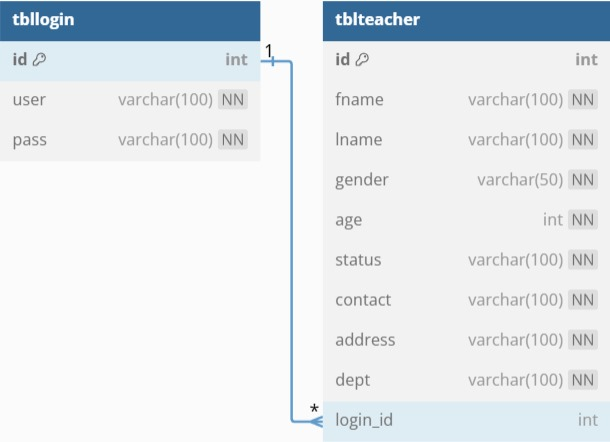 tbllogin
id int
user varchar(100) NN
pass varchar(100) NN
1
*
tblteacher
id int
fname varchar(100) NN
lname varchar(100) NN
gender varchar(50) NN
age int NN
status varchar(100) NN
contact varchar(100) NN
address varchar(100) NN
dept varchar(100) NN
login_id int